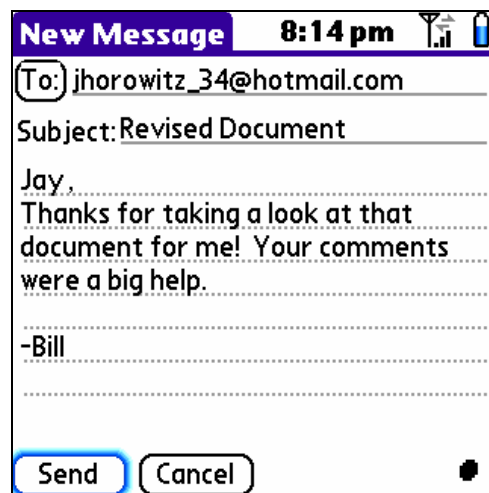 New Message 8:14 pm
To: jhorowitz_34@hotmail.com
Subject: Revised Document
Jay,
Thanks for taking a look at that
document for me!  Your comments
were a big help.
-Bill
Send Cancel